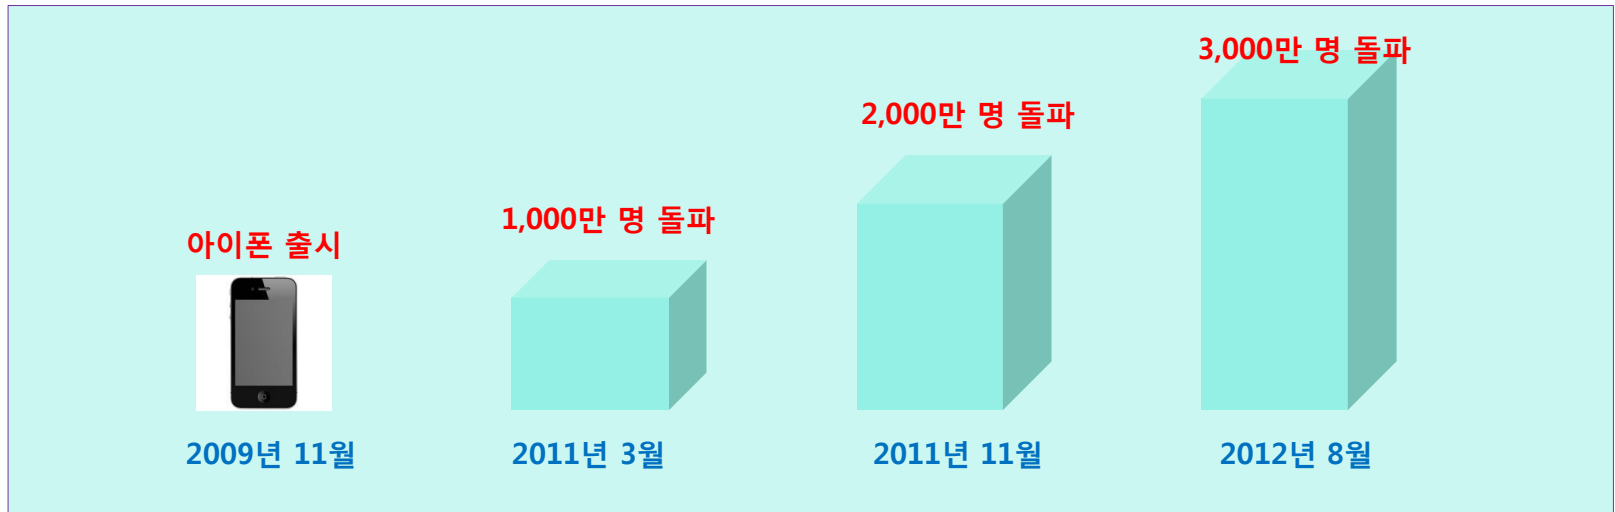 3,000만 명 돌파
2,000만 명 돌파
1,000만 명 돌파
아이폰 출시
2009년 11월
2011년 3월
2011년 11월
2012년 8월